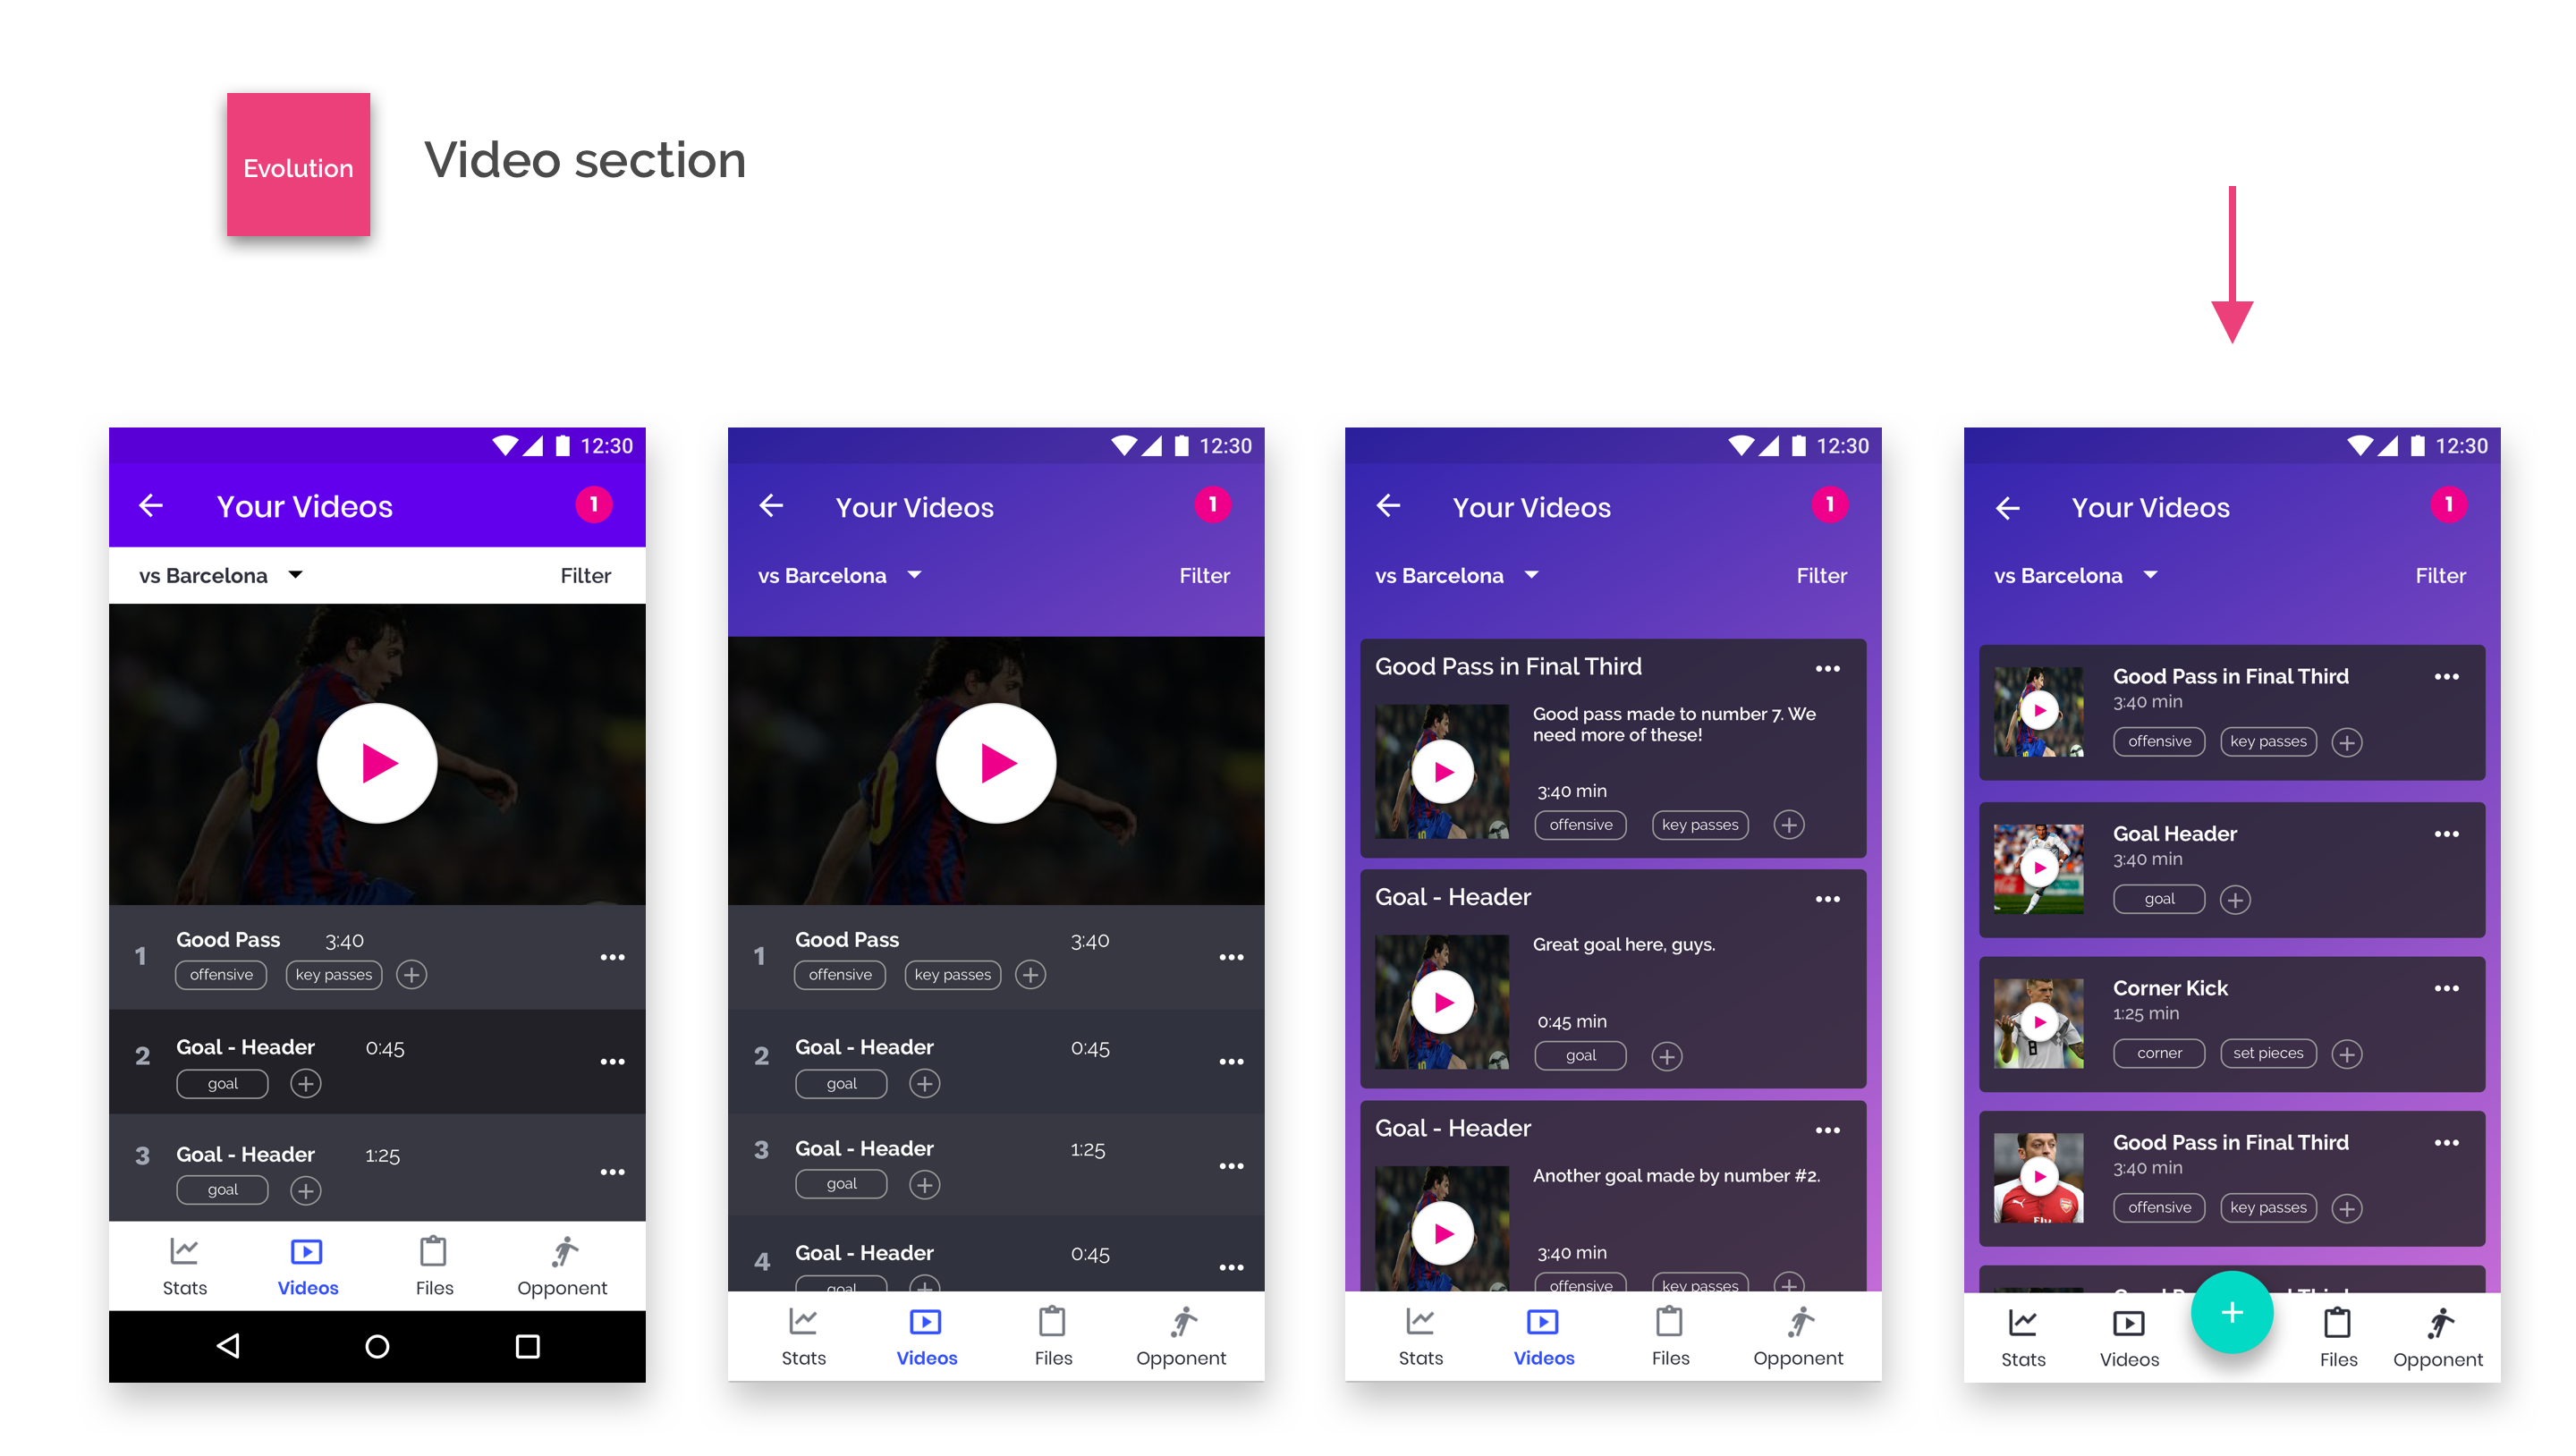 Evolution
Video section
12:30
Your Videos
1
vs Barcelona
Filter
1
Good Pass
3:40
offensive
key passes
2
Goal - Header
0:45
goal
3
Goal - Header
1:25
goal
Stats
Videos
Files
Opponent
12:30
Your Videos
1
vs Barcelona
Filter
1
Good Pass
3:40
offensive
key passes
2
Goal - Header
0:45
goal
3
Goal - Header
1:25
goal
4
Goal - Header
0:45
goal
Stats
Videos
Files
Opponent
12:30
Your Videos
1
vs Barcelona
Filter
Good Pass in Final Third
Good pass made to number 7. We
need more of these!
3:40 min
offensive
key passes
Goal - Header
Great goal here, guys.
0:45 min
goal
Goal - Header
Another goal made by number #2.
3:40 min
offensive
key passes
Stats
Videos
Files
Opponent
12:30
Your Videos
1
vs Barcelona
Filter
Good Pass in Final Third
3:40 min
offensive
key passes
Goal Header
3:40 min
goal
Corner Kick
1:25 min
8
corner
set pieces
Good Pass in Final Third
3:40 min
offensive
key passes
Stats
Videos
Files
Opponent